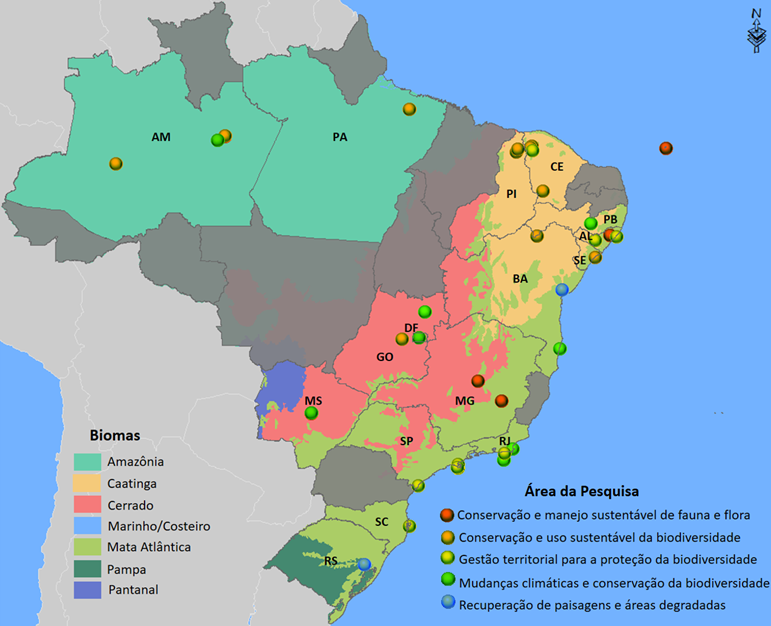 N
AM
PA
CE
PI
PB
AL
SE
BA
DF
GO
MS
MG
SP
RJ
SC
RS
Biomas
Amazônia
Caatinga
Cerrado
Marinho/Costeiro
Mata Atlântica
Pampa
Pantanal
Área da Pesquisa
Conservação e manejo sustentável de fauna e flora
Conservação e uso sustentável da biodiversidade
Gestão territorial para a proteção da biodiversidade
Mudanças climáticas e conservação da biodiversidade
Recuperação de paisagens e áreas degradadas